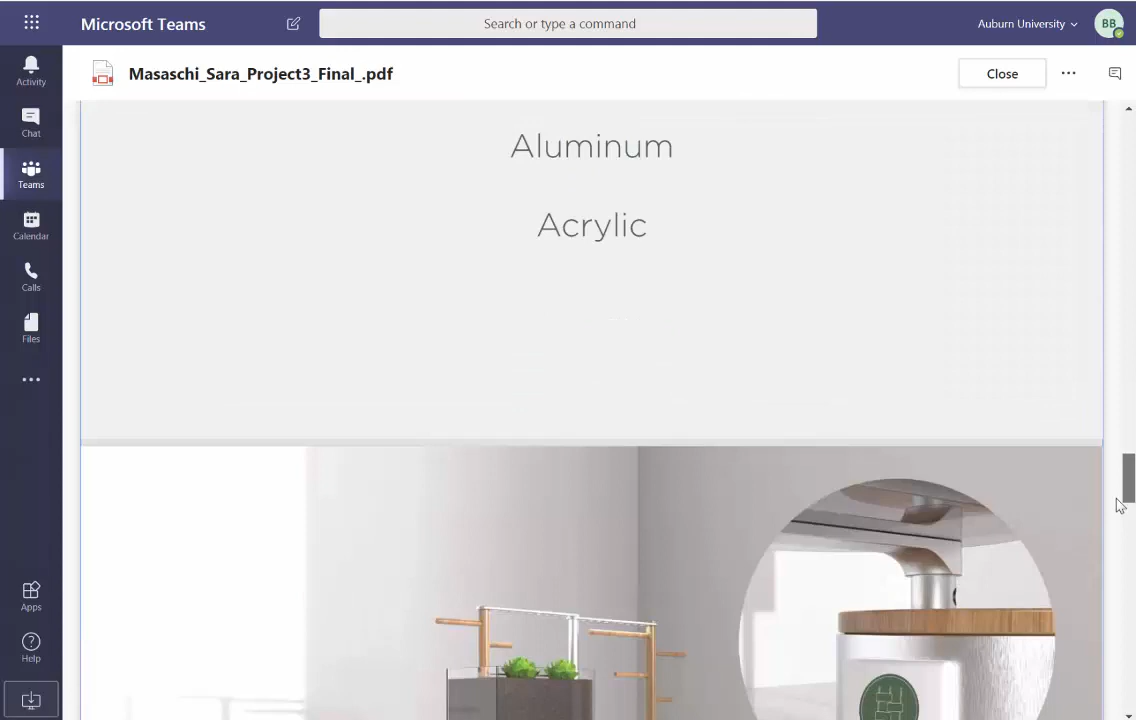 Microsoft Teams
Search or type a command
Auburn University
BB
Activity
Masaschi_Sara_Project3_Final_.pdf
Close
Chat
Aluminum
Teams
Acrylic
Calendar
Calls
Files
Apps
Help